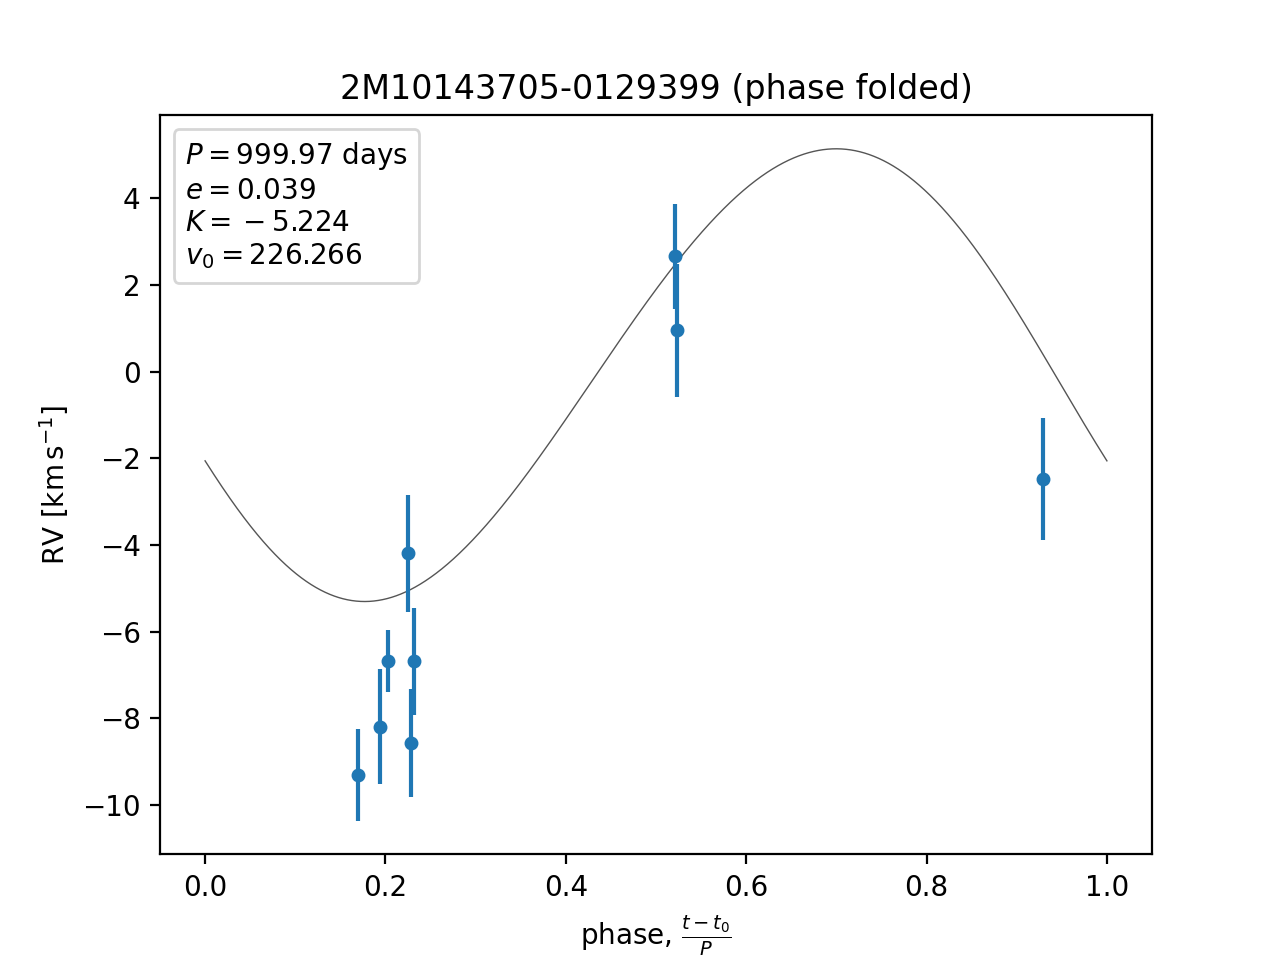 2M10143705-0129399 (phase folded)
P = 999.97 days
e = 0.039
K = −5.224
v₀ = 226.266
4
2
0
−2
−4
−6
−8
−10
RV [km s⁻¹]
0.0 0.2 0.4 0.6 0.8 1.0
phase, (t − t₀)/P